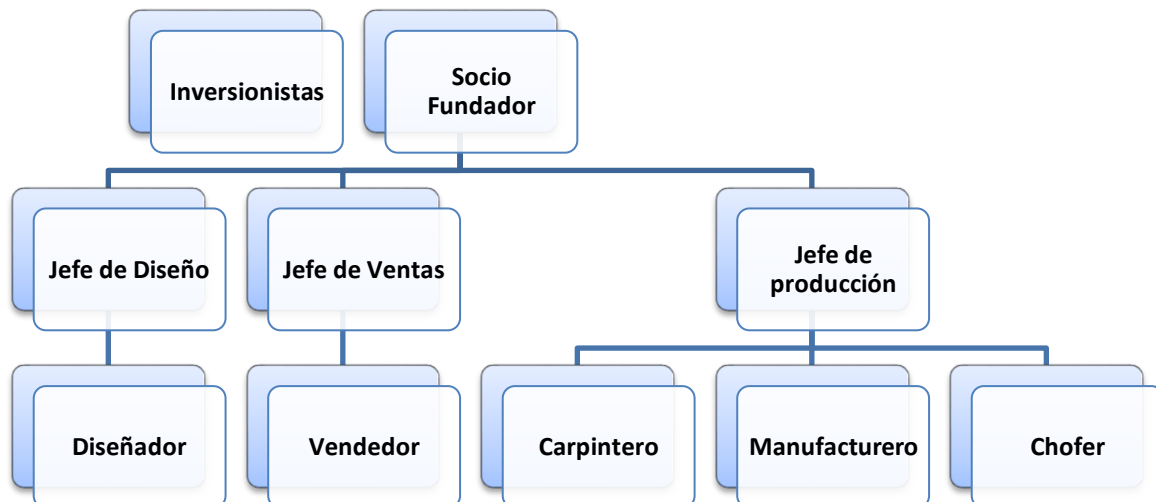 Inversionistas
Socio
Fundador
Jefe de Diseño
Jefe de Ventas
Jefe de
producción
Diseñador
Vendedor
Carpintero
Manufacturero
Chofer